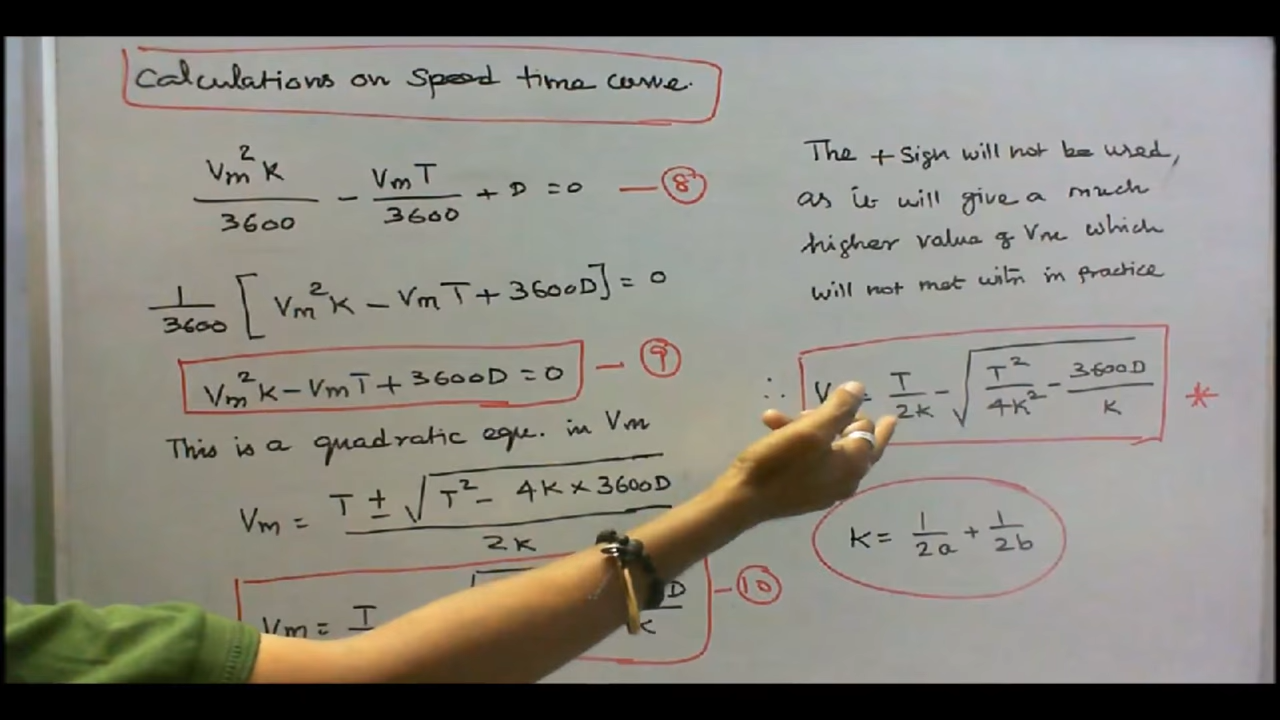 Calculations on Speed time curve.
Vm²K/3600 - VmT/3600 + D = 0 — ⑧
1/3600 [Vm²K - VmT + 3600D] = 0
Vm²K - VmT + 3600D = 0 — ⑨
This is a quadratic equ. in Vm
Vm = T ± √(T² - 4K × 3600D) / 2K
Vm = T D K — ⑩
The + Sign will not be used,
as it will give a much
higher value of Vm which
will not met with in practice
∴ V = T/2K - √(T²/4K² - 3600D/K) *
K = 1/2a + 1/2b